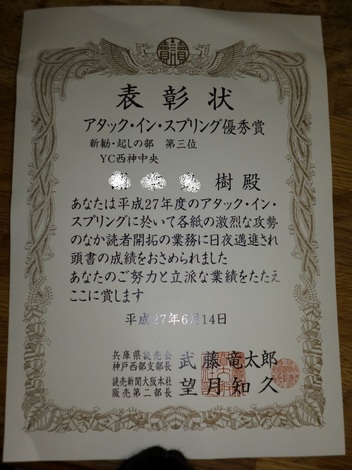 表彰状
アタック・イン・スプリング優秀賞
新勧・起しの部 第三位
YC西神中央
樹殿
あなたは平成27年度のアタック・イン・
スプリングに於いて各紙の激烈な攻勢
のなか読者開拓の業務に日夜邁進され
頭書の成績をおさめられました
あなたのご努力と立派な業績をたたえ
ここに賞します
平成27年6月14日
兵庫県読売会
神戸西部支部長 武藤竜太郎
読売新聞大阪本社
販売第二部長 望月知久